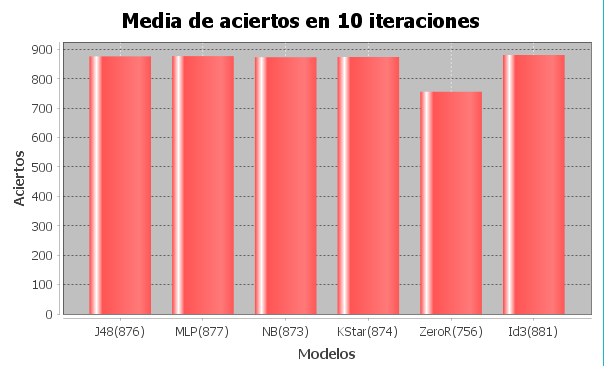 Media de aciertos en 10 iteraciones
Aciertos
900
800
700
600
500
400
300
200
100
0
J48(876) MLP(877) NB(873) KStar(874) ZeroR(756) Id3(881)
Modelos